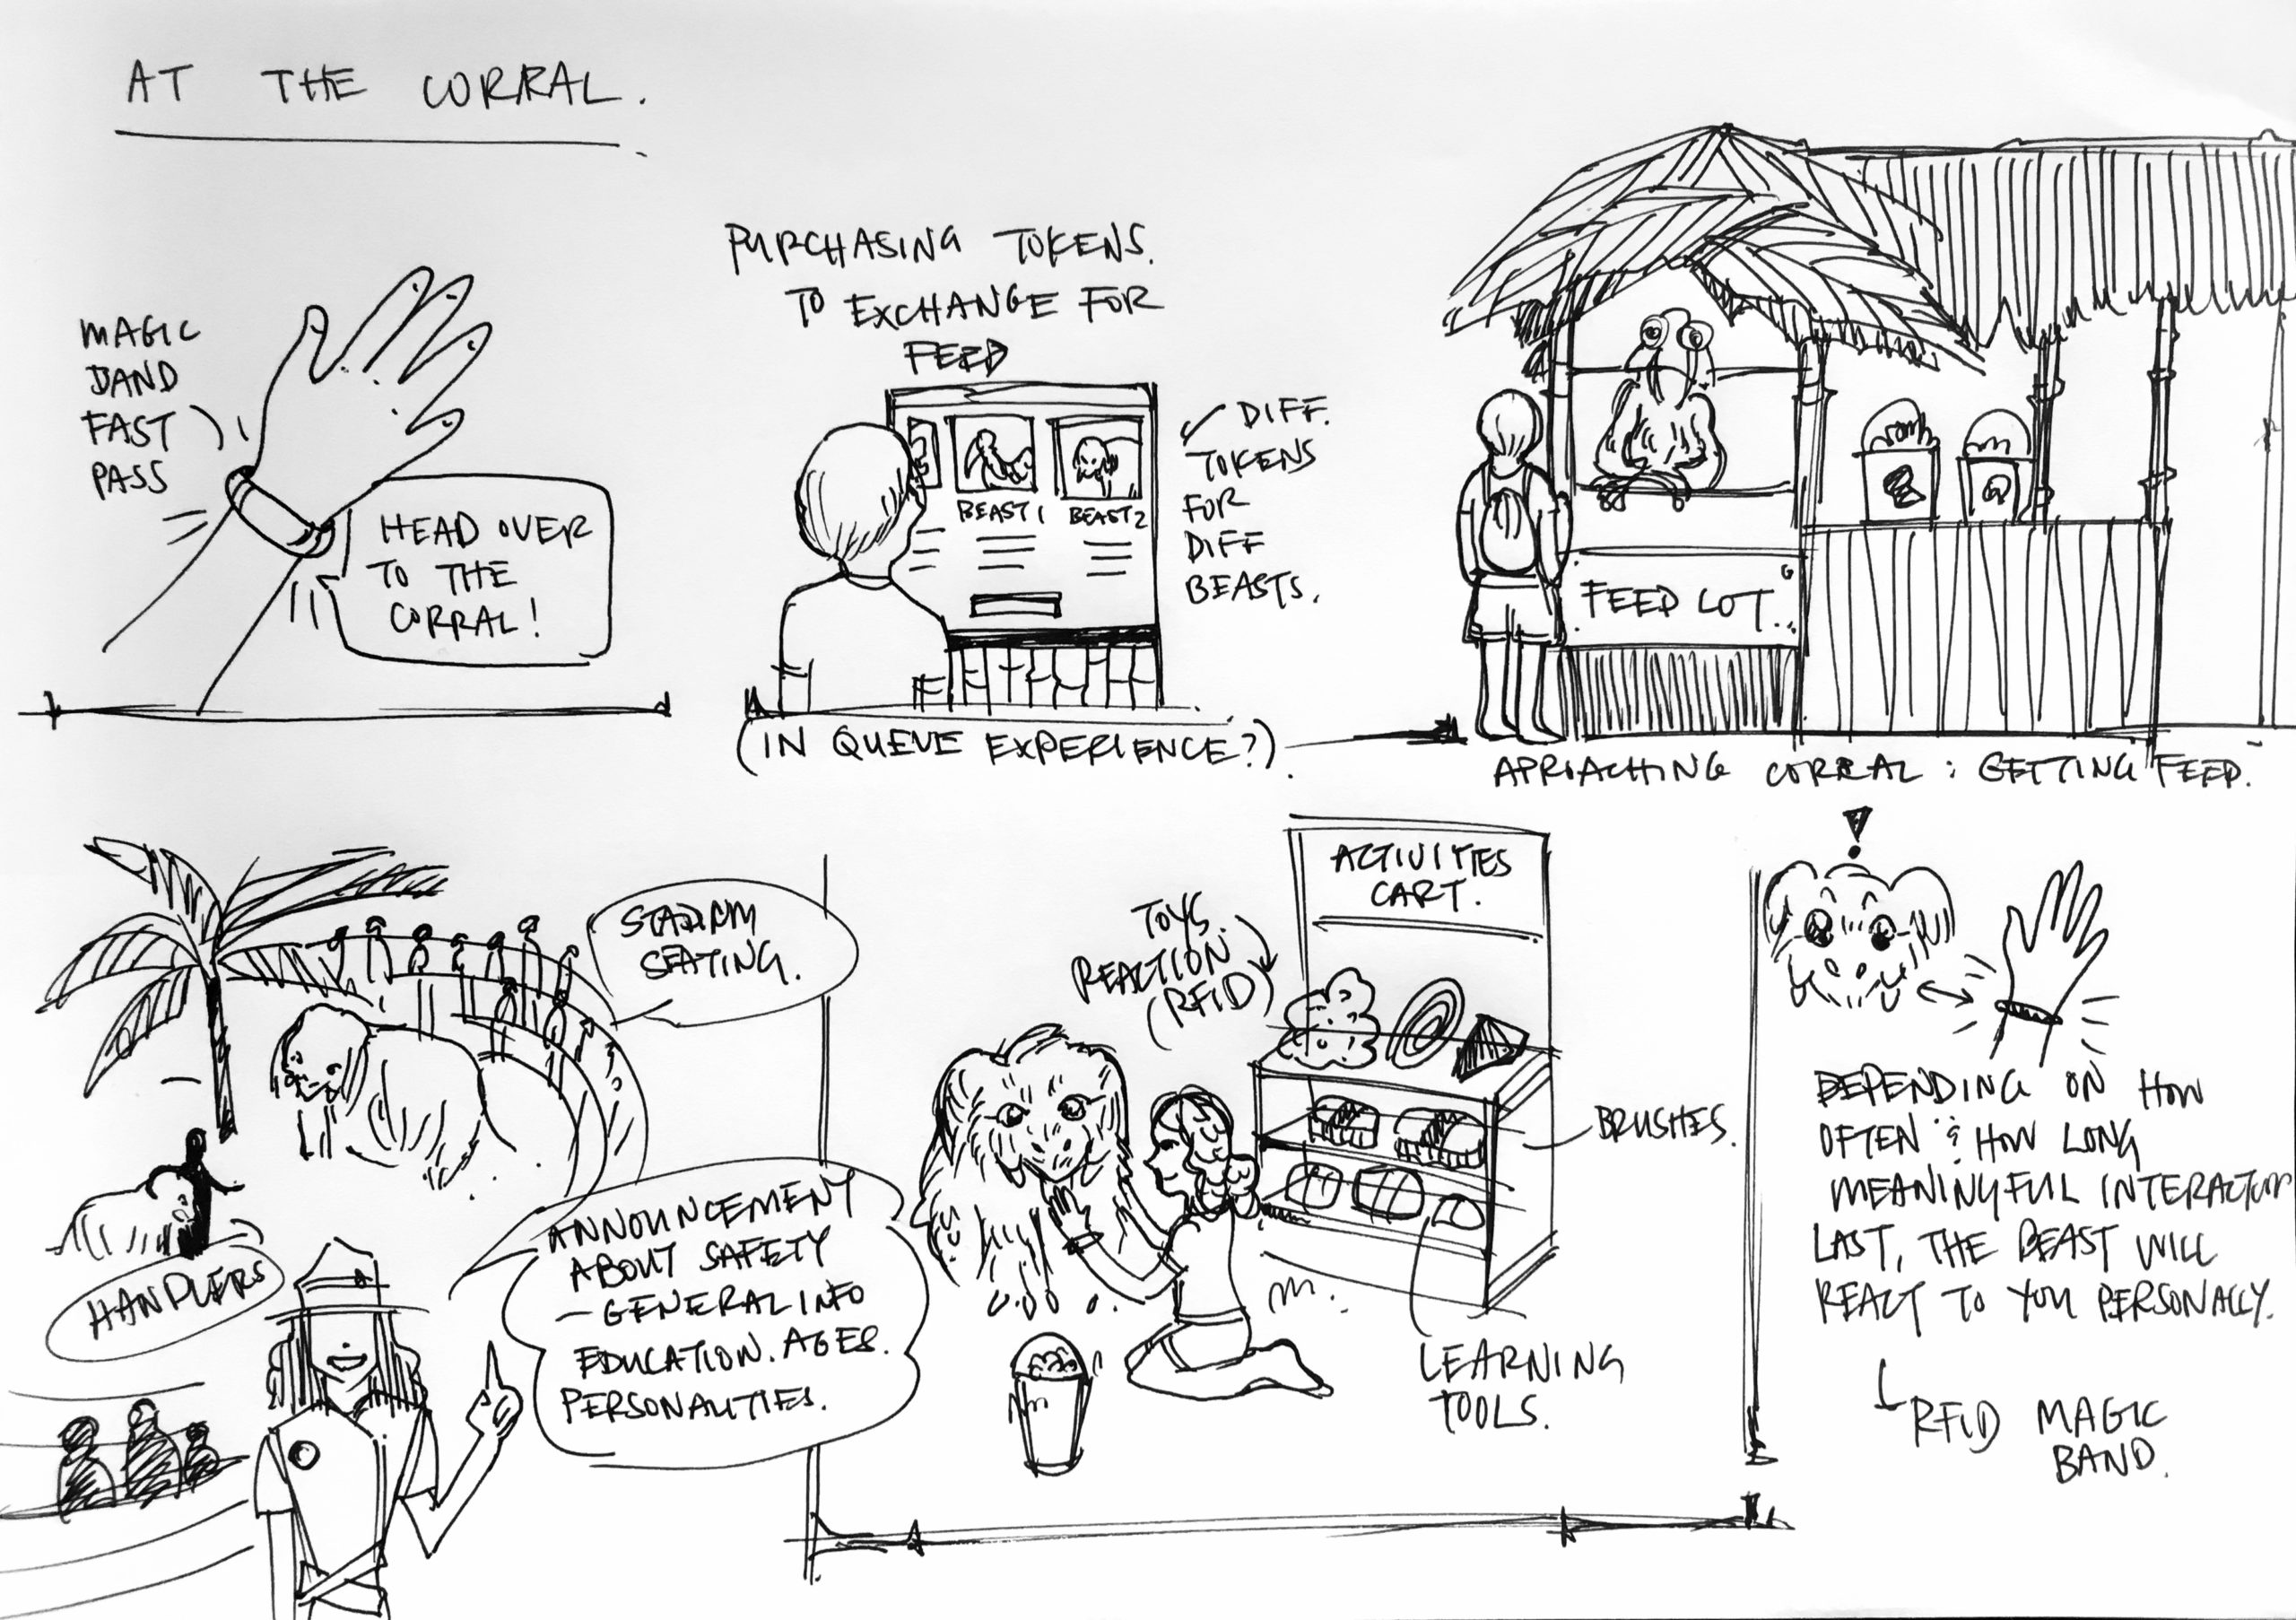 AT THE CORRAL.
MAGIC
BAND
FAST
PASS
HEAD OVER
TO THE
CORRAL!
PURCHASING TOKENS.
TO EXCHANGE FOR
FEED
BEAST 1 BEAST 2
DIFF.
TOKENS
FOR
DIFF
BEASTS.
(IN QUEUE EXPERIENCE?).
FEED LOT.
APROACHING CORRAL : GETTING FEED.
STADIUM
SEATING.
HANDLERS
ANNOUNCEMENT
ABOUT SAFETY
- GENERAL INFO
EDUCATION. AGES.
PERSONALITIES.
TOYS.
REACTION
(RFID)
ACTIVITIES
CART.
BRUSHES.
LEARNING
TOOLS.
!
DEPENDING ON HOW
OFTEN & HOW LONG
MEANINGFUL INTERACTIONS
LAST, THE BEAST WILL
REACT TO YOU PERSONALLY.
RFID MAGIC
BAND.